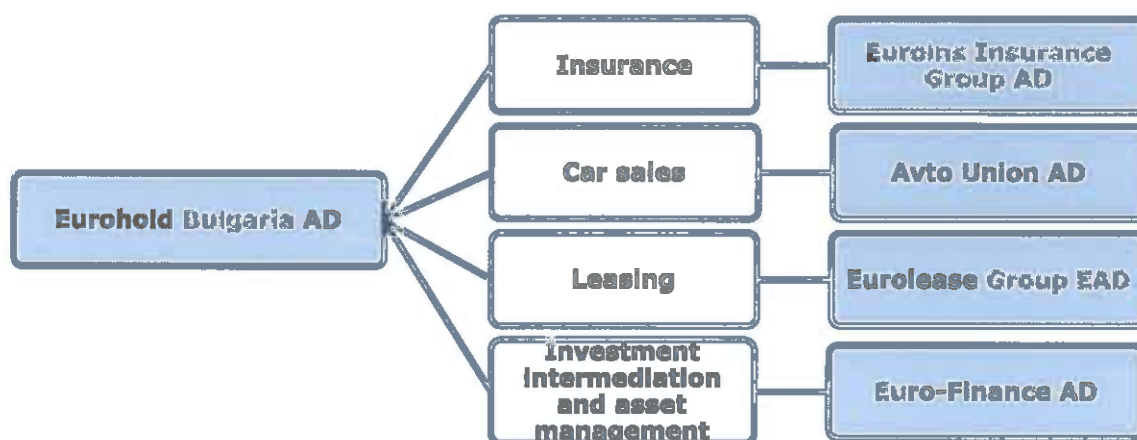 Insurance
Euroins Insurance
Group AD
Car sales
Avto Union AD
Eurohold Bulgaria AD
Leasing
Eurolease Group EAD
Investment
intermediation
and asset
management
Euro-Finance AD